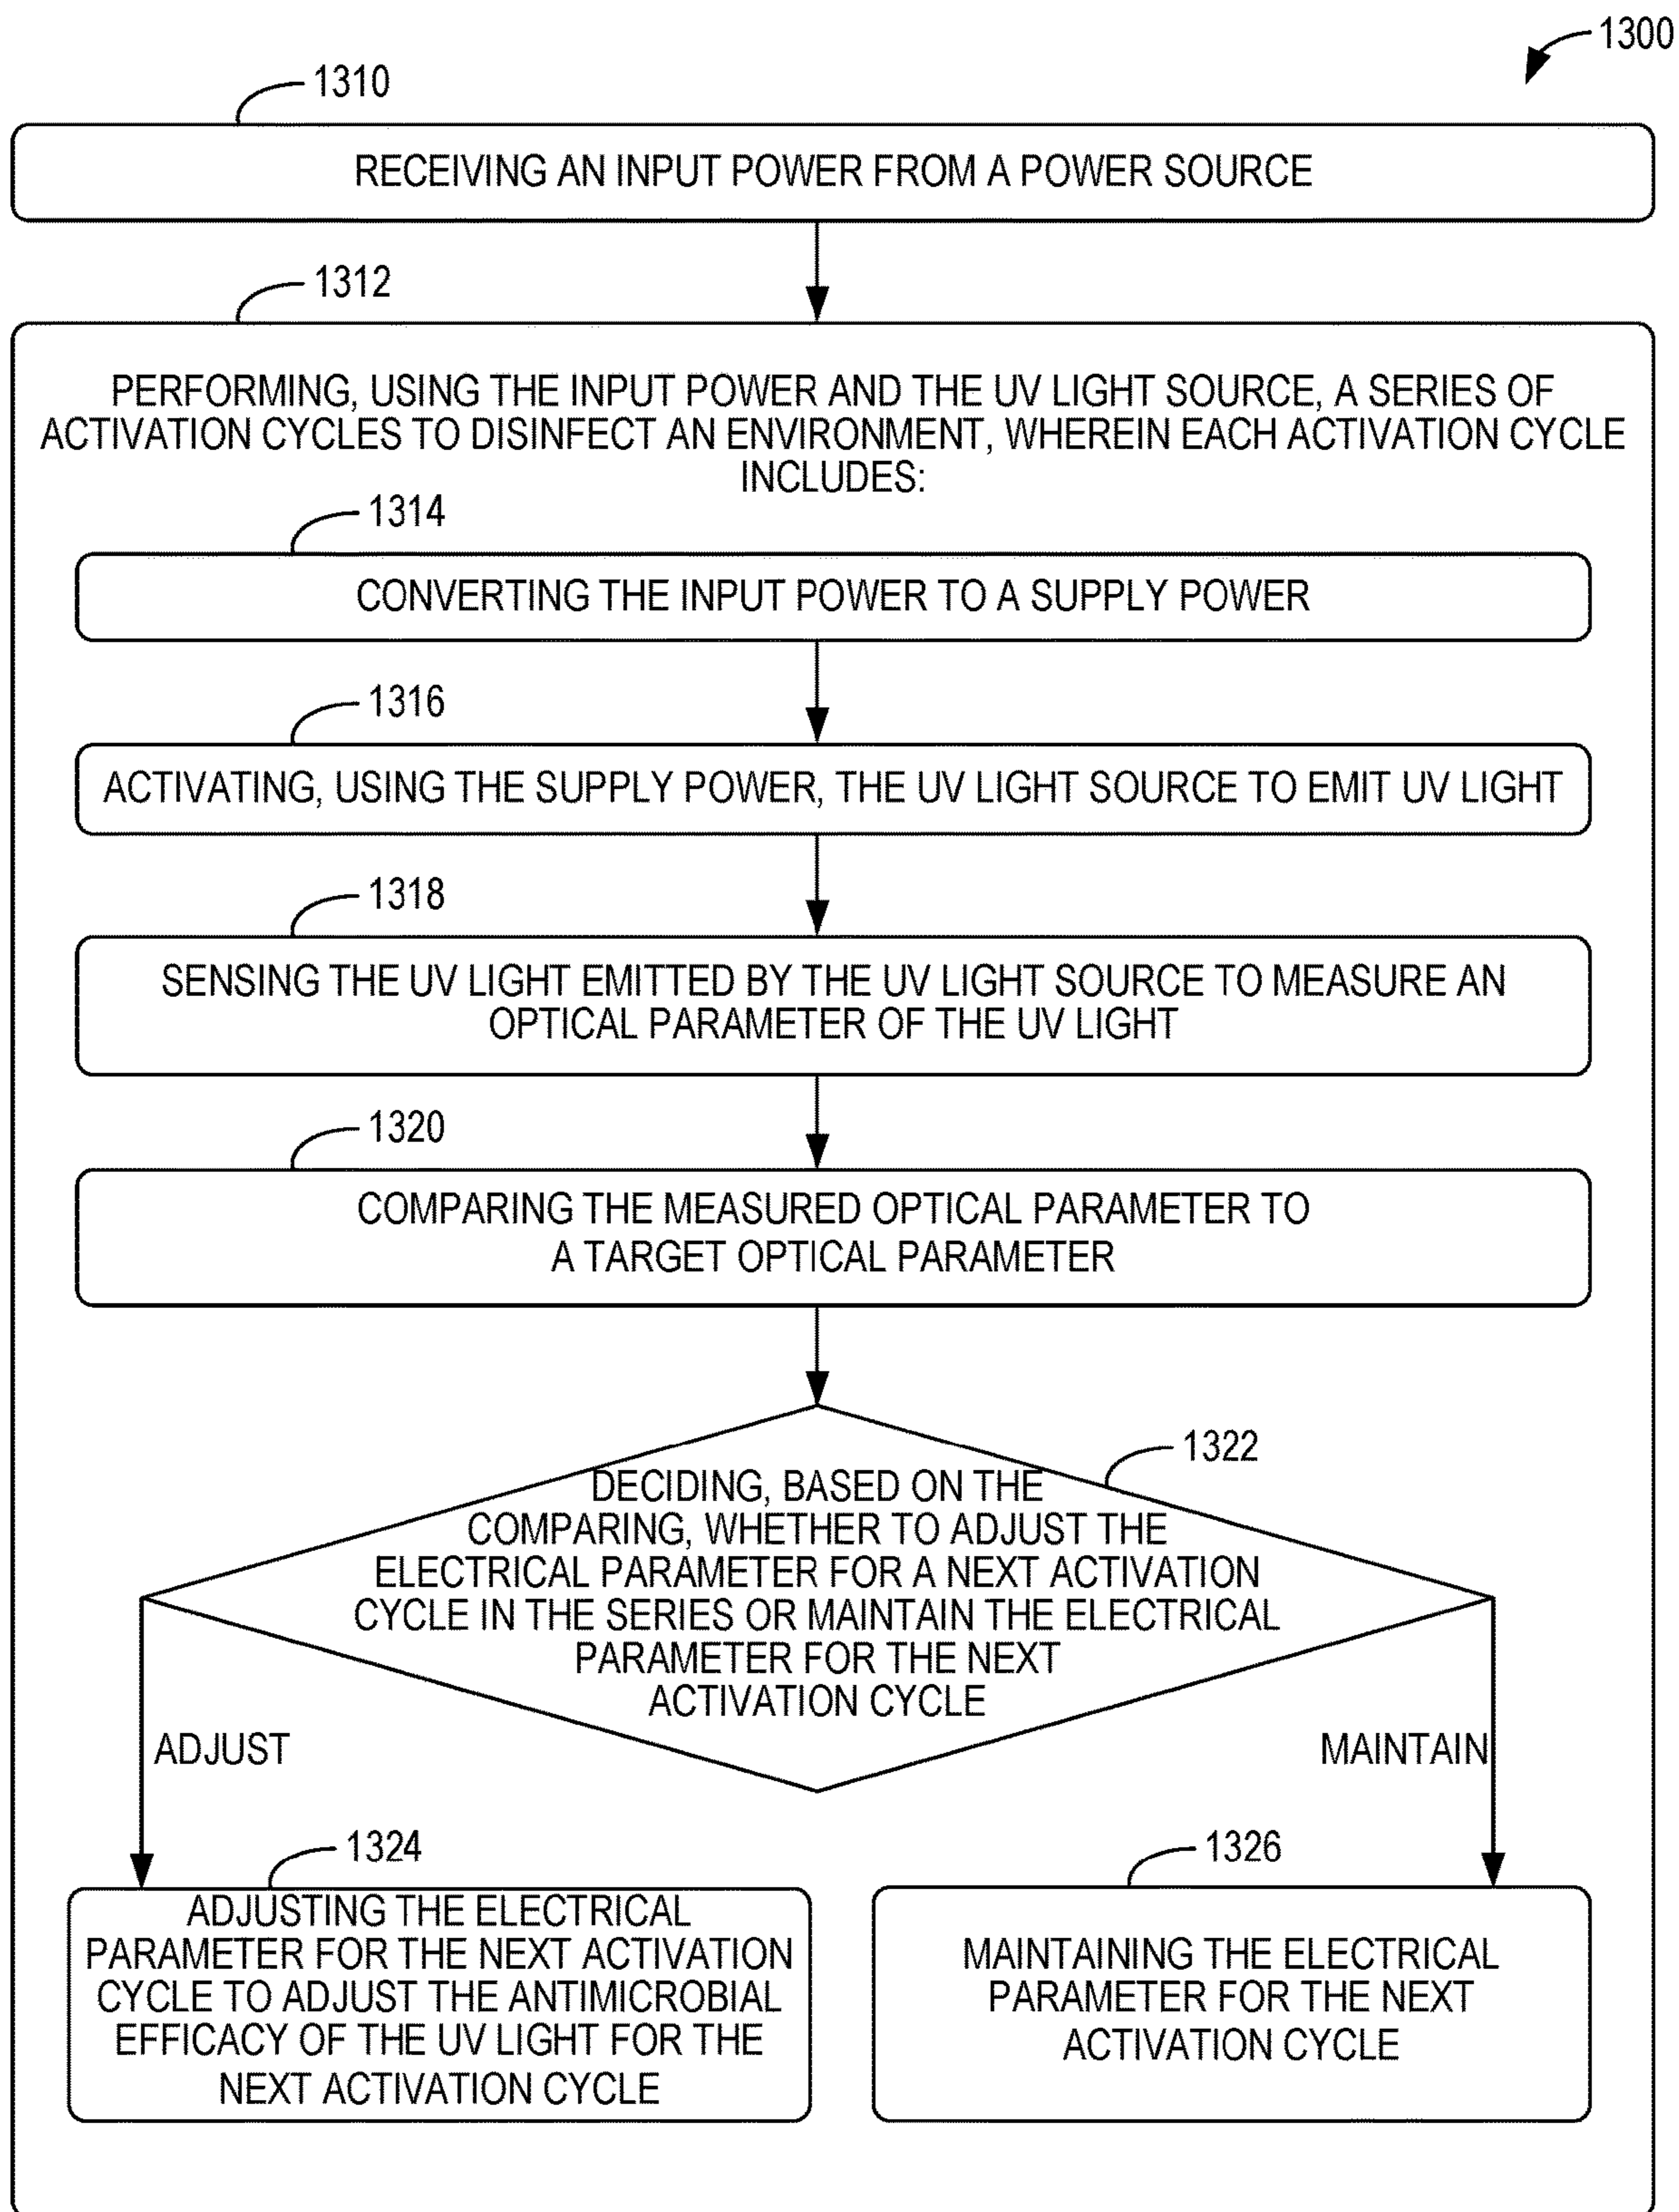 1300
1310
RECEIVING AN INPUT POWER FROM A POWER SOURCE
1312
PERFORMING, USING THE INPUT POWER AND THE UV LIGHT SOURCE, A SERIES OF
ACTIVATION CYCLES TO DISINFECT AN ENVIRONMENT, WHEREIN EACH ACTIVATION CYCLE
INCLUDES:
1314
CONVERTING THE INPUT POWER TO A SUPPLY POWER
1316
ACTIVATING, USING THE SUPPLY POWER, THE UV LIGHT SOURCE TO EMIT UV LIGHT
1318
SENSING THE UV LIGHT EMITTED BY THE UV LIGHT SOURCE TO MEASURE AN
OPTICAL PARAMETER OF THE UV LIGHT
1320
COMPARING THE MEASURED OPTICAL PARAMETER TO
A TARGET OPTICAL PARAMETER
1322
DECIDING, BASED ON THE
COMPARING, WHETHER TO ADJUST THE
ELECTRICAL PARAMETER FOR A NEXT ACTIVATION
CYCLE IN THE SERIES OR MAINTAIN THE ELECTRICAL
PARAMETER FOR THE NEXT
ACTIVATION CYCLE
ADJUST
MAINTAIN
1324
ADJUSTING THE ELECTRICAL
PARAMETER FOR THE NEXT ACTIVATION
CYCLE TO ADJUST THE ANTIMICROBIAL
EFFICACY OF THE UV LIGHT FOR THE
NEXT ACTIVATION CYCLE
1326
MAINTAINING THE ELECTRICAL
PARAMETER FOR THE NEXT
ACTIVATION CYCLE